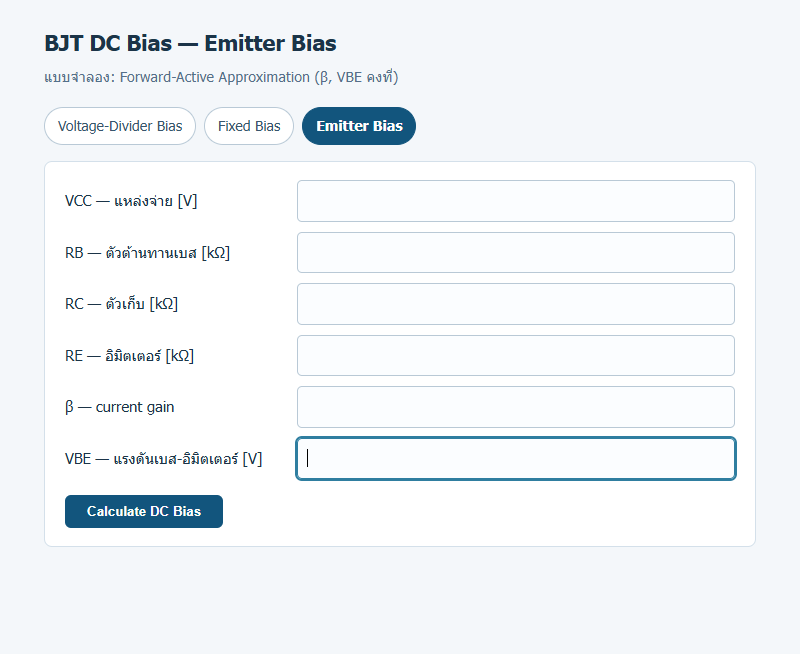 BJT DC Bias — Emitter Bias
แบบจำลอง: Forward-Active Approximation (β, VBE คงที่)
Voltage-Divider Bias Fixed Bias Emitter Bias
VCC — แหล่งจ่าย [V]
RB — ตัวต้านทานเบส [kΩ]
RC — ตัวเก็บ [kΩ]
RE — อิมิตเตอร์ [kΩ]
β — current gain
VBE — แรงดันเบส-อิมิตเตอร์ [V]
Calculate DC Bias